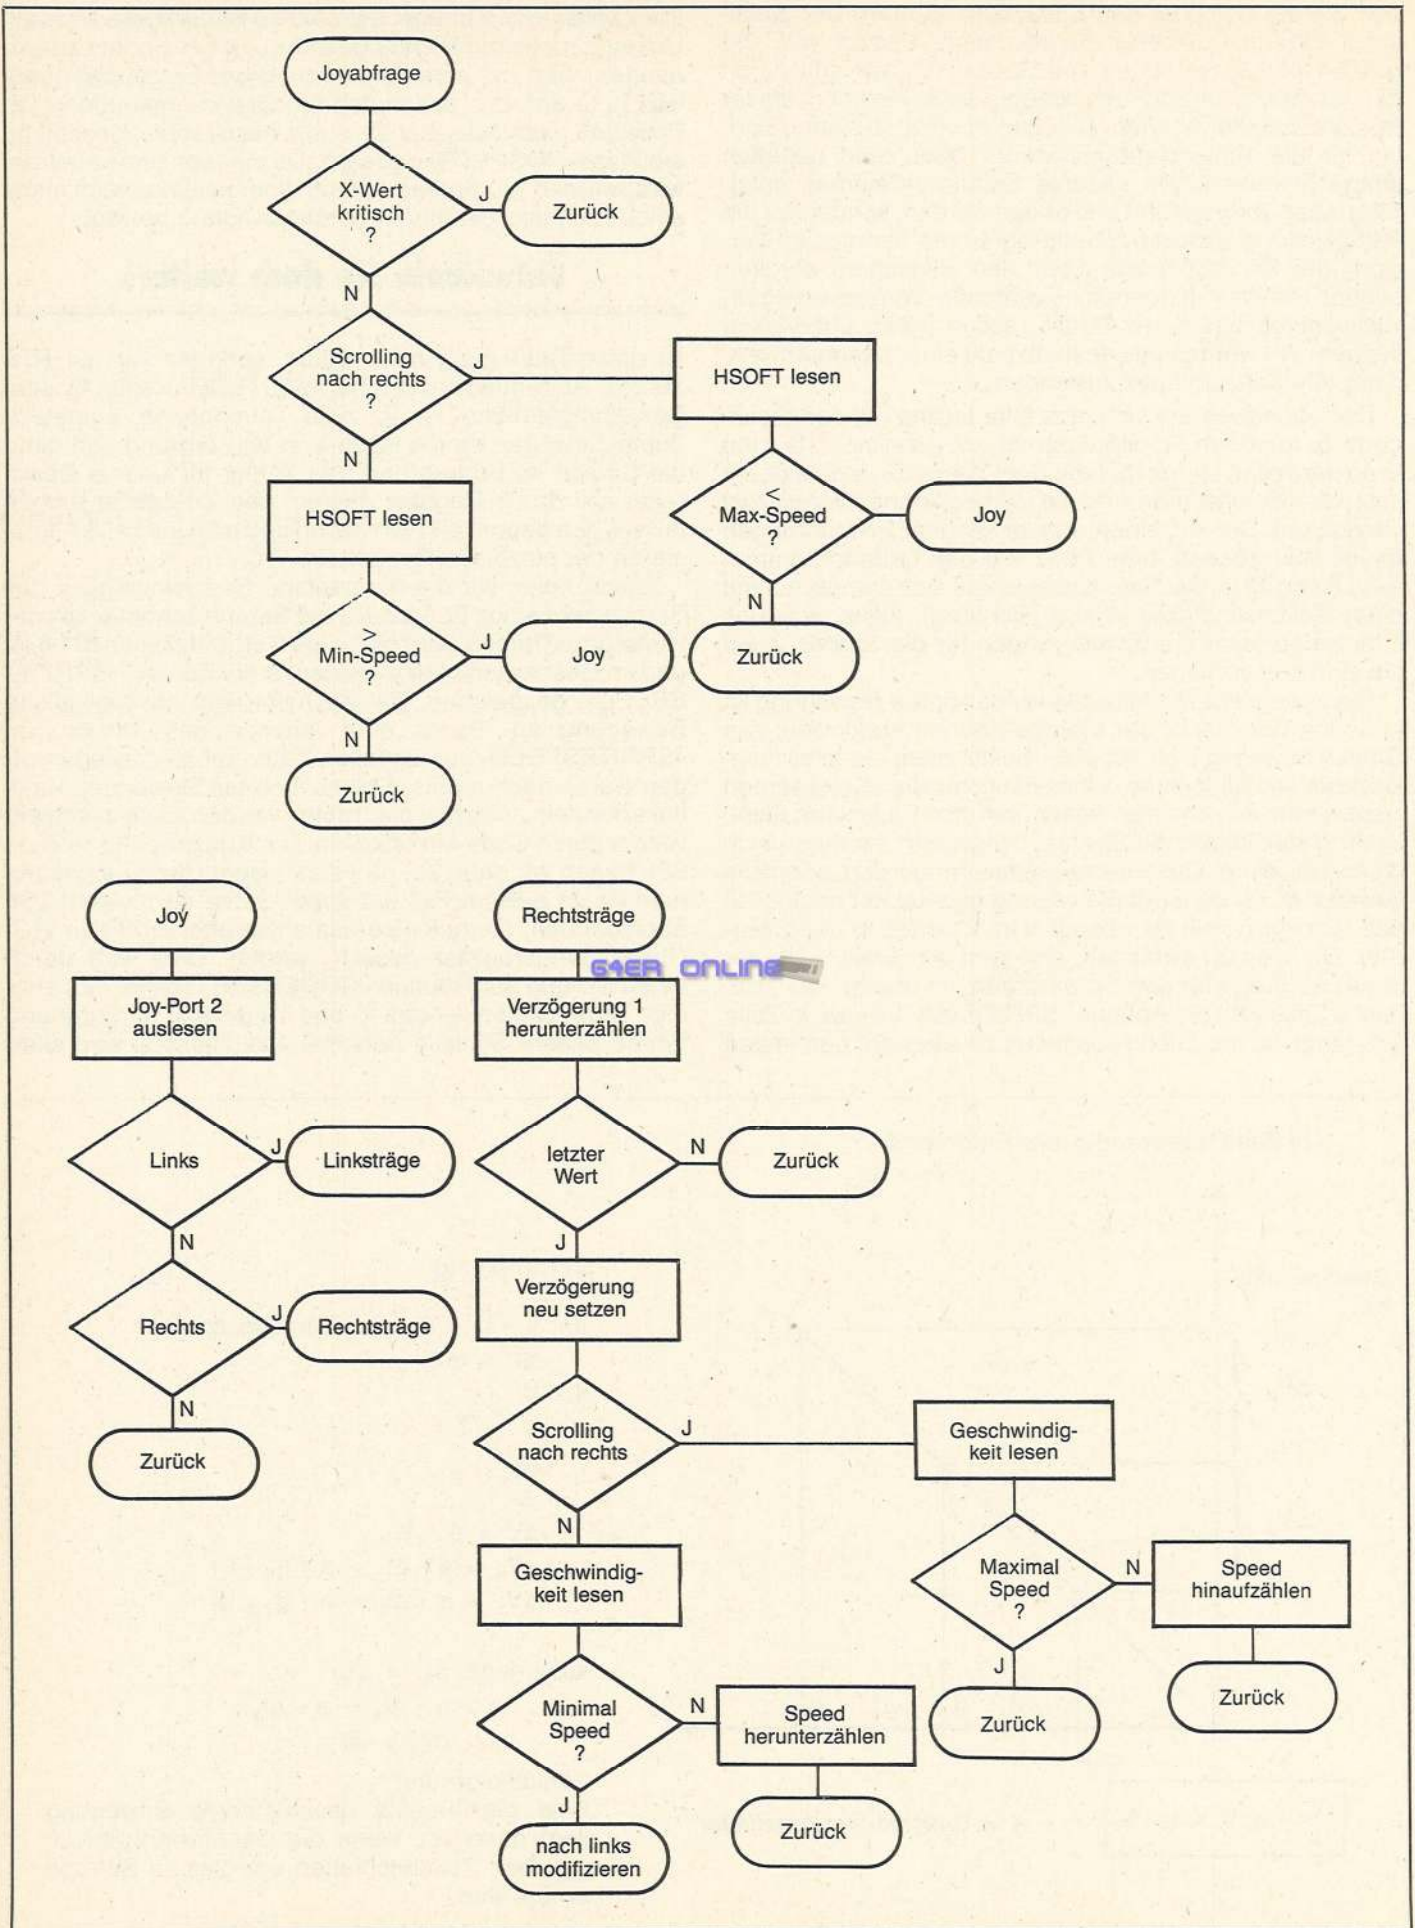 Joyabfrage
X-Wert
kritisch
?
J
Zurück
N
Scrolling
nach rechts
?
J
HSOFT lesen
N
HSOFT lesen
<
Max-Speed
?
Joy
N
Zurück
>
Min-Speed
?
J
Joy
N
Zurück
Joy
Joy-Port 2
auslesen
Links
J
Linksträge
N
Rechts
J
Rechtsträge
N
Zurück
Rechtsträge
64ER ONLINE
Verzögerung 1
herunterzählen
letzter
Wert
N
Zurück
J
Verzögerung
neu setzen
Scrolling
nach rechts
J
Geschwindig-
keit lesen
N
Geschwindig-
keit lesen
Maximal
Speed
?
N
Speed
hinaufzählen
J
Zurück
Zurück
Minimal
Speed
?
N
Speed
herunterzählen
J
Zurück
nach links
modifizieren